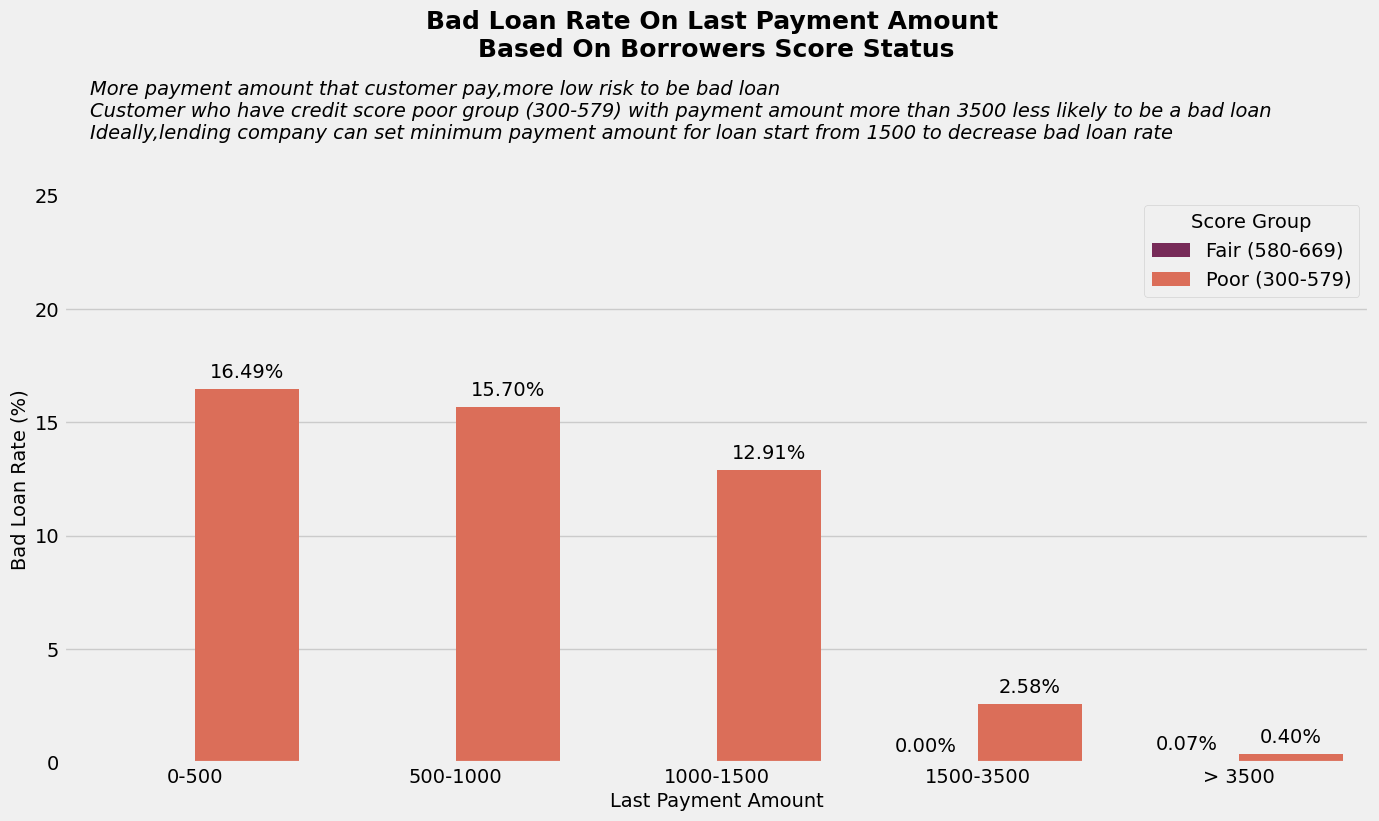 Bad Loan Rate On Last Payment Amount
Based On Borrowers Score Status
More payment amount that customer pay,more low risk to be bad loan
Customer who have credit score poor group (300-579) with payment amount more than 3500 less likely to be a bad loan
Ideally,lending company can set minimum payment amount for loan start from 1500 to decrease bad loan rate
25
20
15
10
5
0
Bad Loan Rate (%)
Score Group
Fair (580-669)
Poor (300-579)
16.49%
15.70%
12.91%
0.00%
2.58%
0.07%
0.40%
0-500
500-1000
1000-1500
1500-3500
> 3500
Last Payment Amount